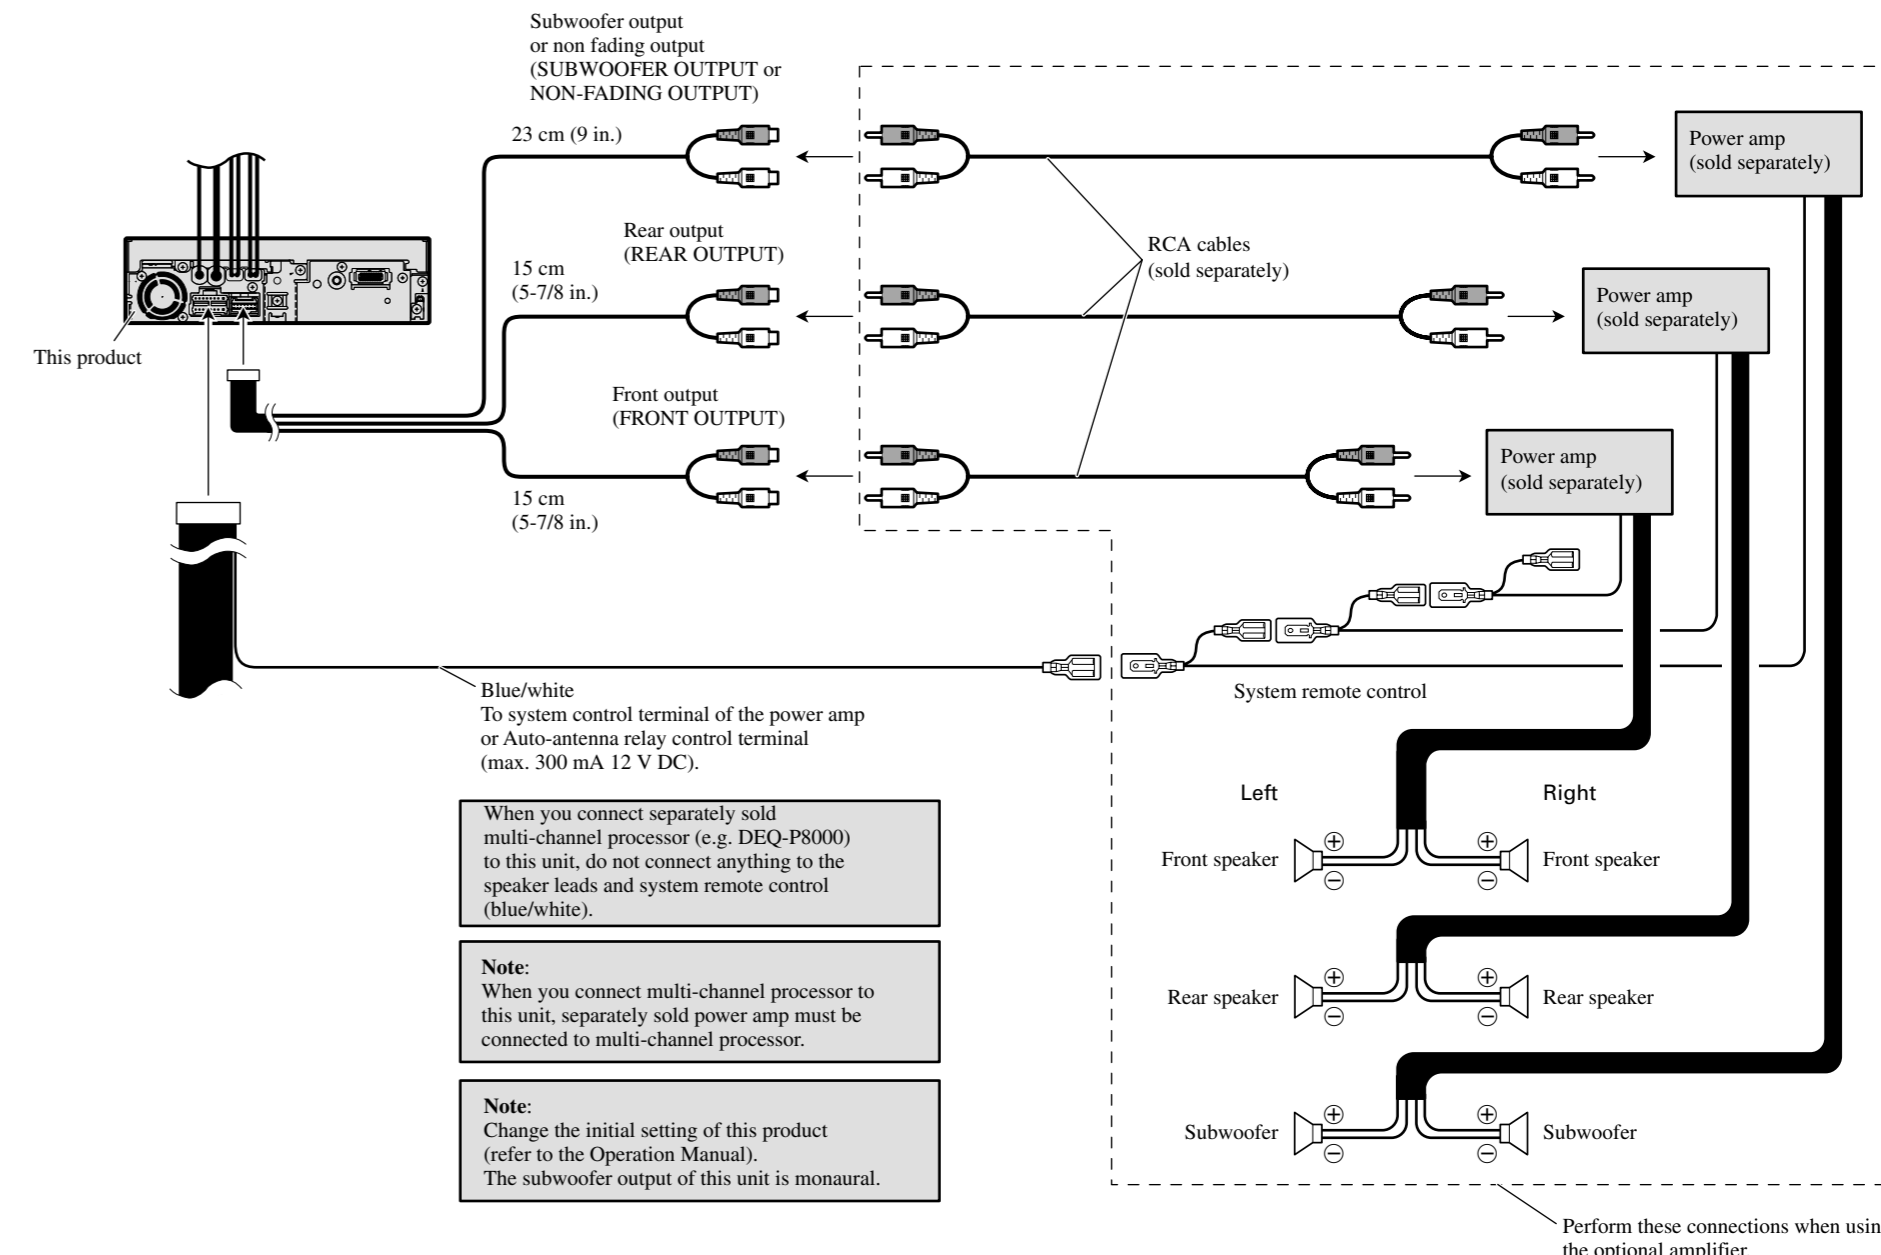 Subwoofer output
or non fading output
(SUBWOOFER OUTPUT or
NON-FADING OUTPUT)
23 cm (9 in.)
Power amp
(sold separately)
Rear output
(REAR OUTPUT)
15 cm
(5-7/8 in.)
RCA cables
(sold separately)
Power amp
(sold separately)
This product
Front output
(FRONT OUTPUT)
15 cm
(5-7/8 in.)
Power amp
(sold separately)
Blue/white
To system control terminal of the power amp
or Auto-antenna relay control terminal
(max. 300 mA 12 V DC).
System remote control
When you connect separately sold
multi-channel processor (e.g. DEQ-P8000)
to this unit, do not connect anything to the
speaker leads and system remote control
(blue/white).
Note:
When you connect multi-channel processor to
this unit, separately sold power amp must be
connected to multi-channel processor.
Note:
Change the initial setting of this product
(refer to the Operation Manual).
The subwoofer output of this unit is monaural.
Left
Right
Front speaker
+
−
+
−
Front speaker
Rear speaker
+
−
+
−
Rear speaker
Subwoofer
+
−
+
−
Subwoofer
Perform these connections when usin
the optional amplifier